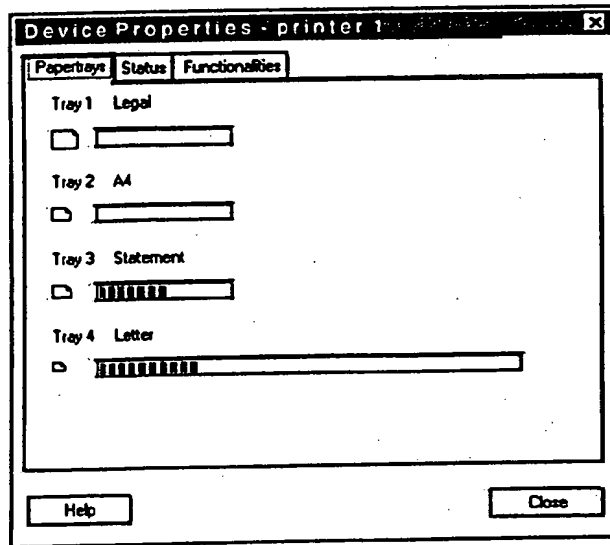 Device Properties - printer 1
Papertrays Status Functionalities
Tray 1 Legal
Tray 2 A4
Tray 3 Statement
Tray 4 Letter
Help Close